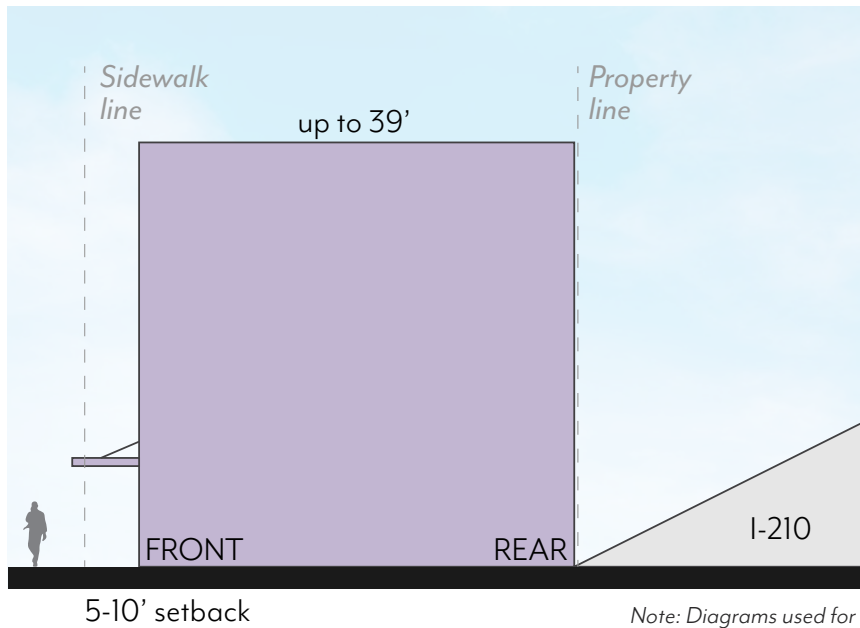 Sidewalk
line
Property
line
up to 39’
I-210
FRONT
REAR
5-10’ setback
Note: Diagrams used for